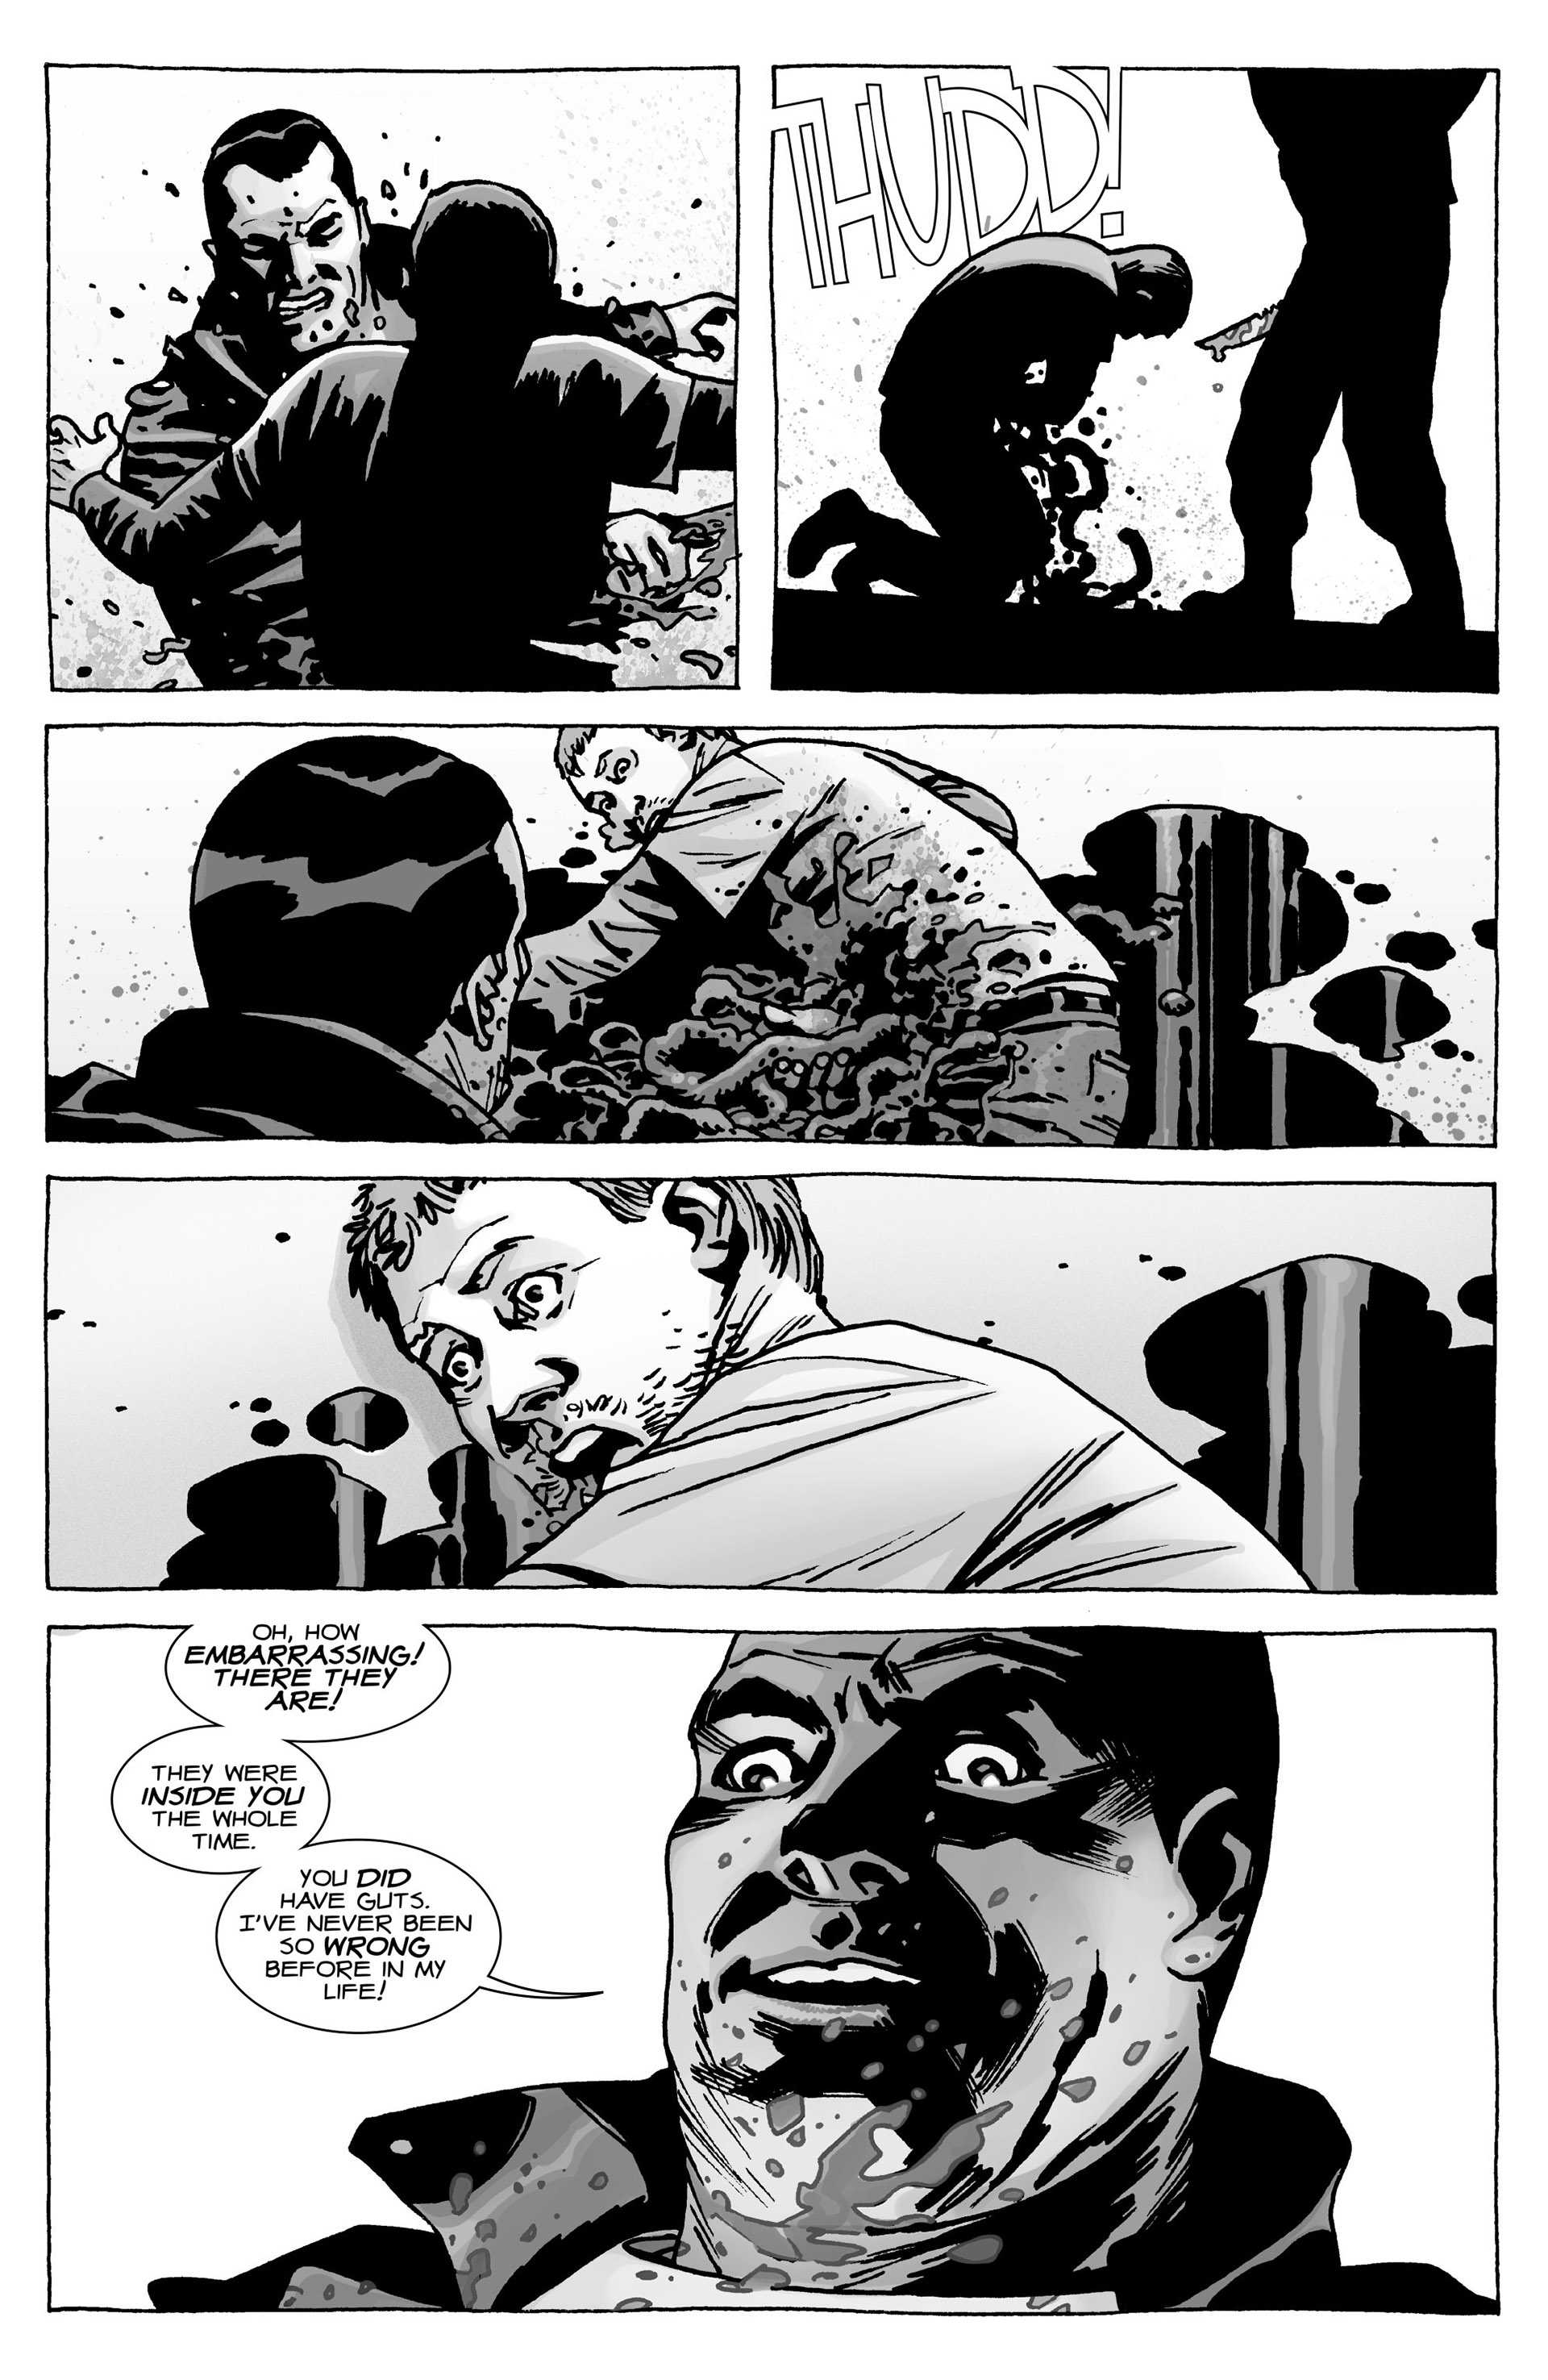 THUDD!
OH, HOW
EMBARRASSING!
THERE THEY
ARE!
THEY WERE
INSIDE YOU
THE WHOLE
TIME.
YOU DID
HAVE GUTS.
I'VE NEVER BEEN
SO WRONG
BEFORE IN MY
LIFE!